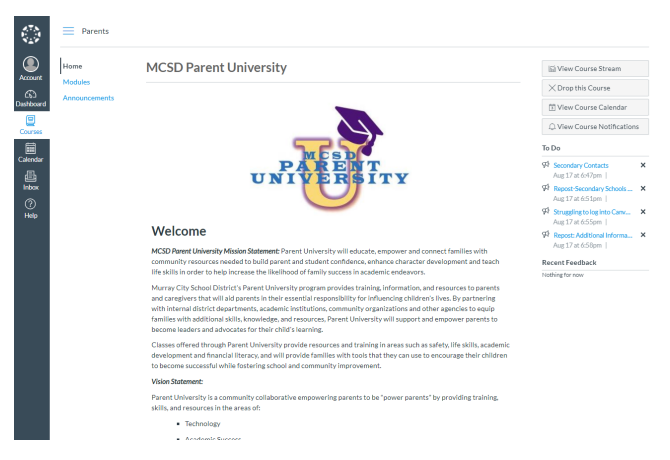 Parents
Account
Dashboard
Courses
Calendar
Inbox
Help
Home
Modules
Announcements
MCSD Parent University
MCSD
PARENT
UNIVERSITY
Welcome
MCSD Parent University Mission Statement: Parent University will educate, empower and connect families with
community resources needed to build parent and student confidence, enhance character development and teach
life skills in order to help increase the likelihood of family success in academic endeavors.
Murray City School District's Parent University program provides training, information, and resources to parents
and caregivers that will aid parents in their essential responsibility for influencing children's lives. By partnering
with internal district departments, academic institutions, community organizations and other agencies to equip
families with additional skills, knowledge, and resources, Parent University will support and empower parents to
become leaders and advocates for their child's learning.
Classes offered through Parent University provide resources and training in areas such as safety, life skills, academic
development and financial literacy, and will provide families with tools that they can use to encourage their children
to become successful while fostering school and community improvement.
Vision Statement:
Parent University is a community collaborative empowering parents to be "power parents" by providing training,
skills, and resources in the areas of:
Technology
Academic Success
View Course Stream
Drop this Course
View Course Calendar
View Course Notifications
To Do
Secondary Contacts
Aug 17 at 6:47pm |
Repost-Secondary Schools ...
Aug 17 at 6:51pm |
Struggling to log into Canv...
Aug 17 at 6:55pm |
Repost: Additional Informa...
Aug 17 at 6:58pm |
Recent Feedback
Nothing for now